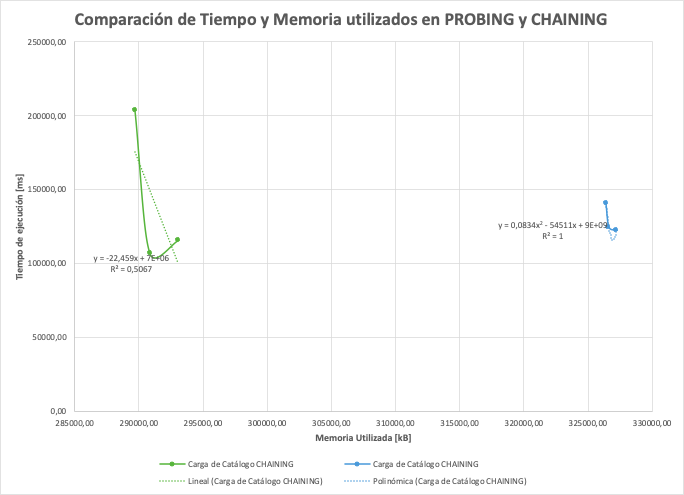 Comparación de Tiempo y Memoria utilizados en PROBING y CHAINING
250000,00
200000,00
150000,00
100000,00
50000,00
0,00
Tiempo de ejecución [ms]
y = -22,459x + 7E+06
R² = 0,5067
y = 0,0834x² - 54511x + 9E+09
R² = 1
285000,00 290000,00 295000,00 300000,00 305000,00 310000,00 315000,00 320000,00 325000,00 330000,00
Memoria Utilizada [kB]
Carga de Catálogo CHAINING Carga de Catálogo CHAINING
Lineal (Carga de Catálogo CHAINING) Polinómica (Carga de Catálogo CHAINING)